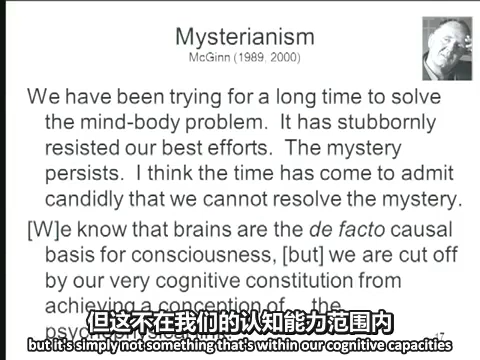 Mysterianism
McGinn (1989, 2000)
We have been trying for a long time to solve
the mind-body problem. It has stubbornly
resisted our best efforts. The mystery
persists. I think the time has come to admit
candidly that we cannot resolve the mystery.
[W]e know that brains are the de facto causal
basis for consciousness, [but] we are cut off
by our very cognitive constitution from
achieving a conception of... the
但这不在我们的认知能力范围内
but it's simply not something that's within our cognitive capacities